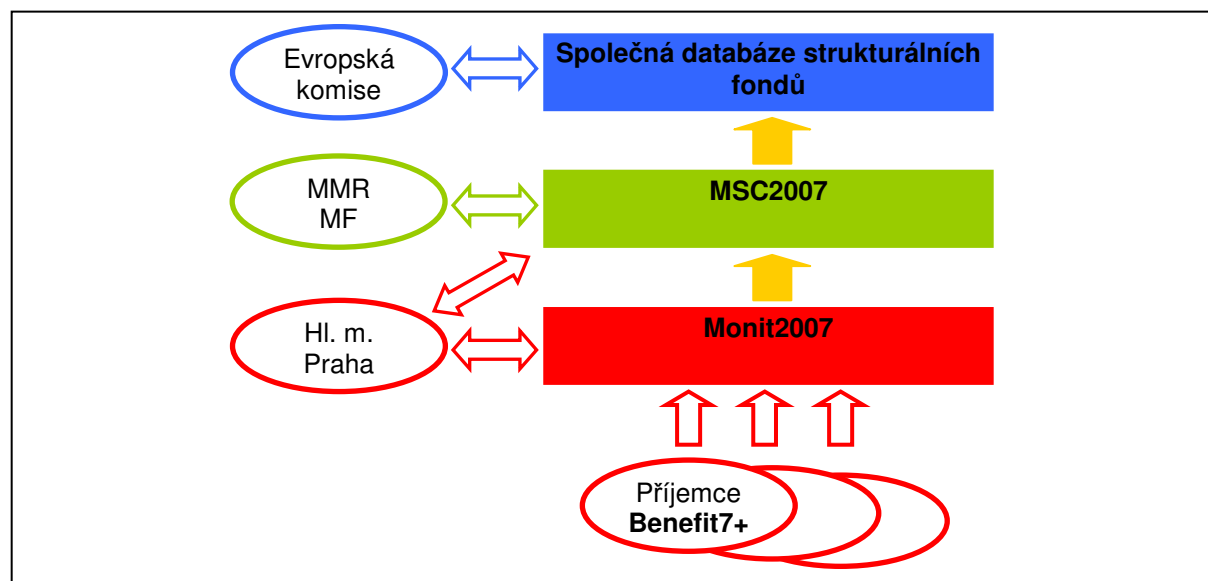 Evropská
komise
Společná databáze strukturálních
fondů
MMR
MF
MSC2007
Hl. m.
Praha
Monit2007
Příjemce
Benefit7+